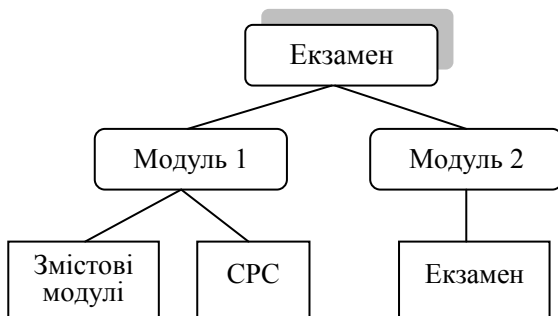 Екзамен
Модуль 1
Модуль 2
Змістові
модулі
СРС
Екзамен